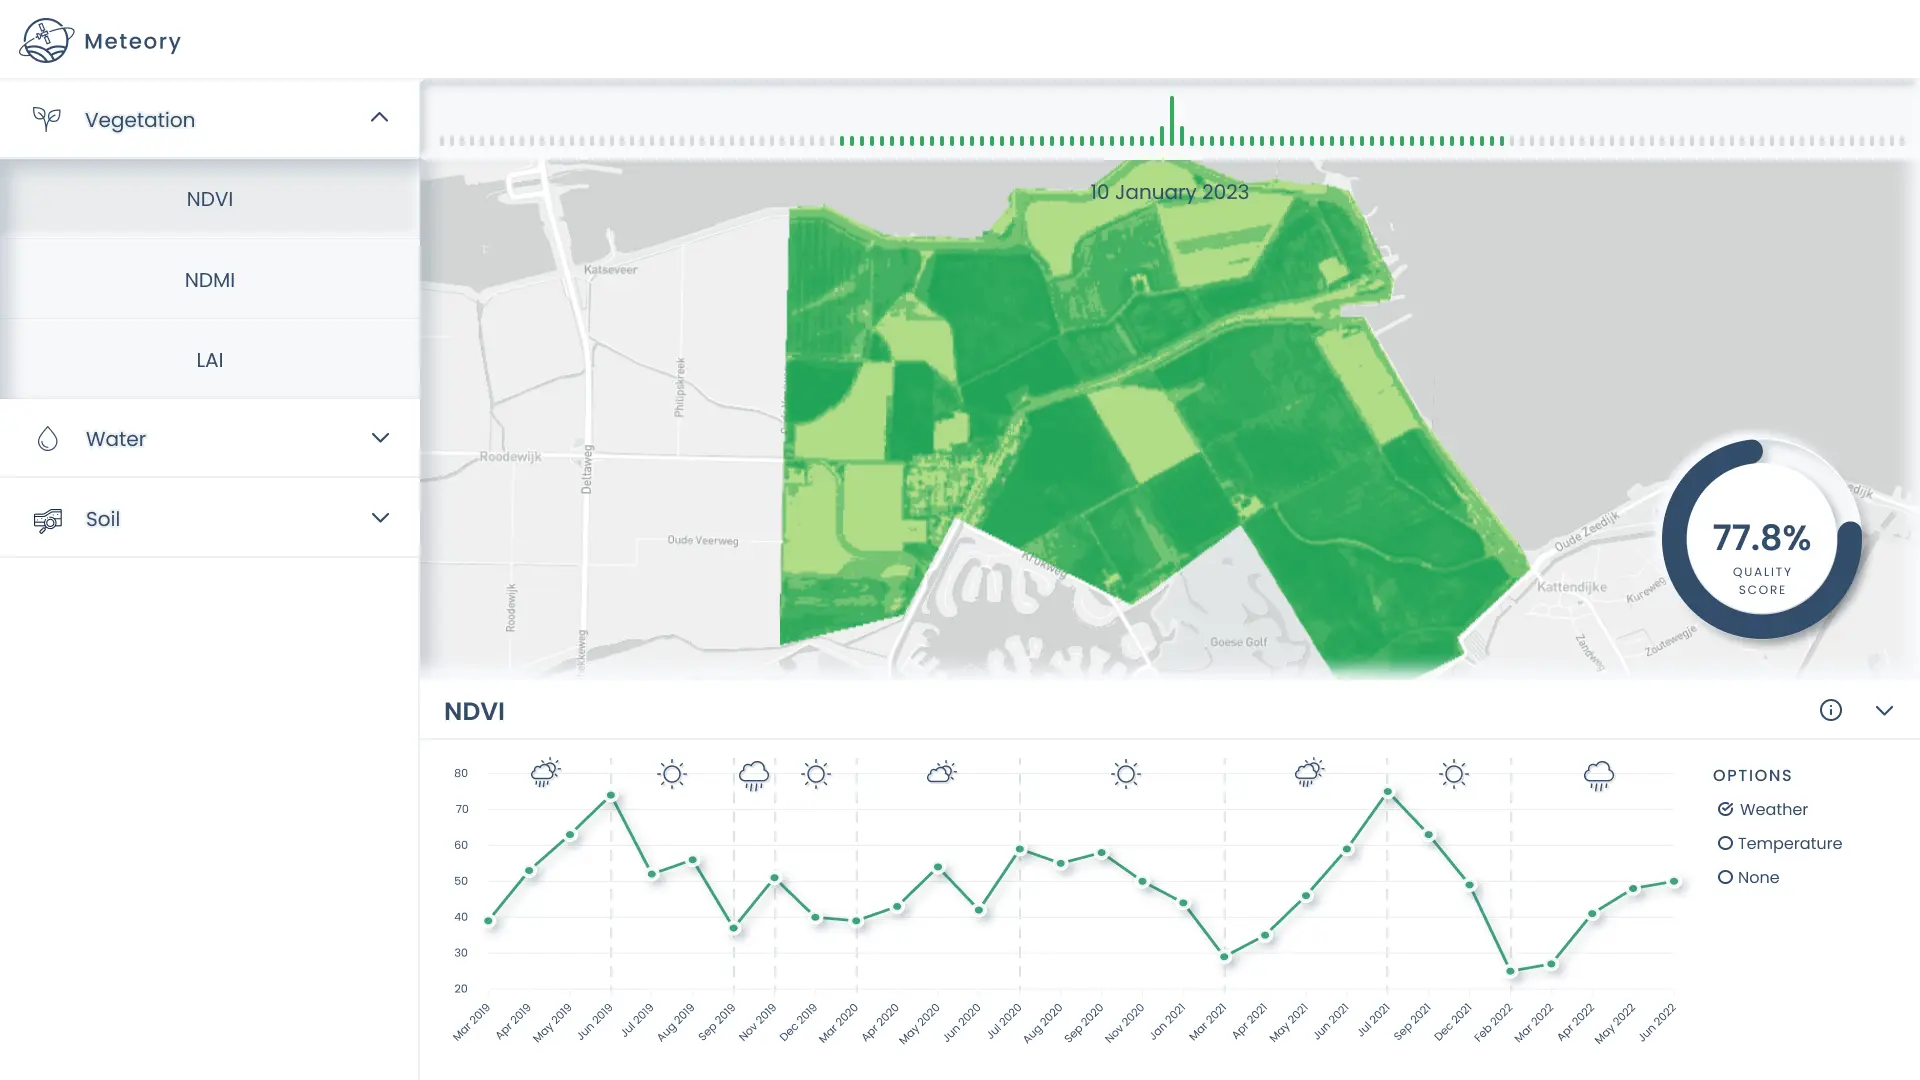 Meteory
Vegetation
NDVI
NDMI
LAI
Water
Soil
10 January 2023
Katseveer
Philipskreek
Roodewijk
Deltaweg
Oude Veerweg
Roodewijk
Krukweg
Goese Golf
Oude Zeedijk
Kattendijke
Kureweg
Zandweg
Zoutewegje
77.8%
QUALITY
SCORE
NDVI
80
70
60
50
40
30
20
Mar 2019
Apr 2019
May 2019
Jun 2019
Jul 2019
Aug 2019
Sep 2019
Nov 2019
Dec 2019
Mar 2020
Apr 2020
May 2020
Jun 2020
Jul 2020
Aug 2020
Sep 2020
Nov 2020
Jan 2021
Mar 2021
Apr 2021
May 2021
Jun 2021
Jul 2021
Sep 2021
Dec 2021
Feb 2022
Mar 2022
Apr 2022
May 2022
Jun 2022
OPTIONS
Weather
Temperature
None